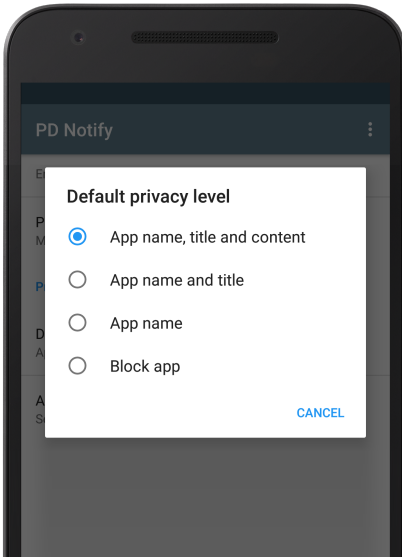 PD Notify
Default privacy level
App name, title and content
App name and title
App name
Block app
CANCEL